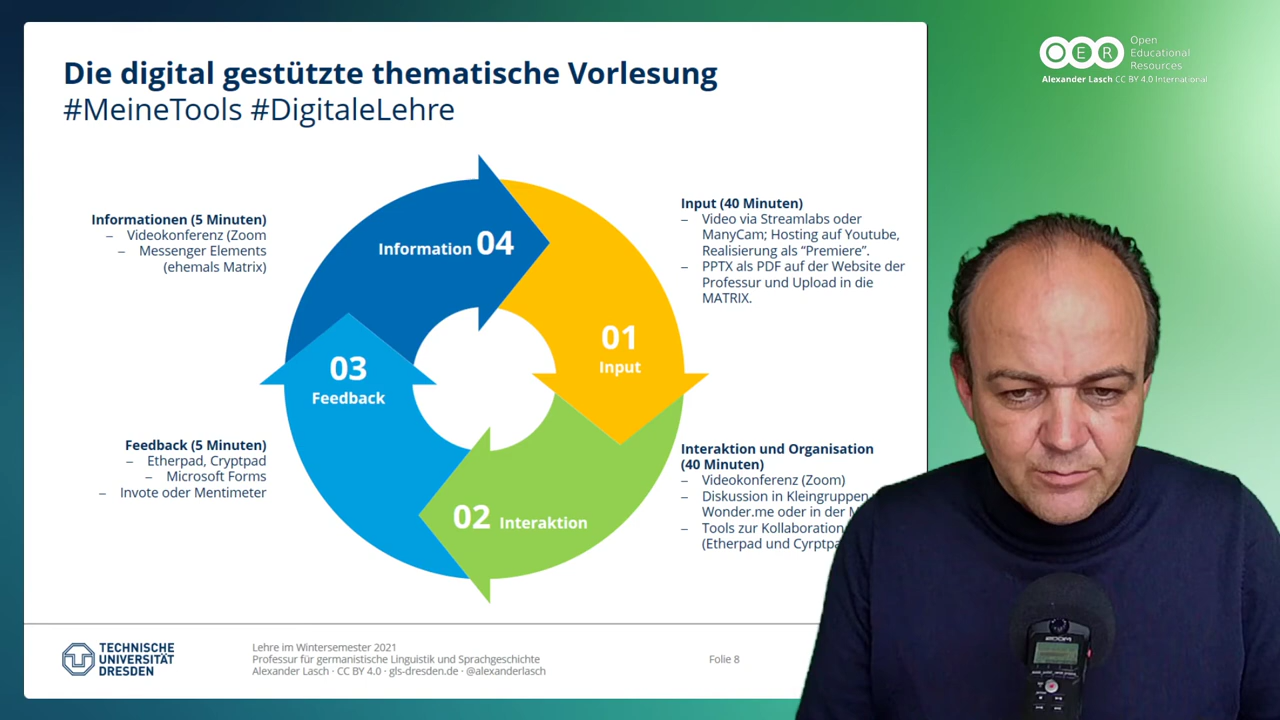 Die digital gestützte thematische Vorlesung
#MeineTools #DigitaleLehre
OER
Open
Educational
Resources
Alexander Lasch CC BY 4.0 International
Informationen (5 Minuten)
– Videokonferenz (Zoom
– Messenger Elements
(ehemals Matrix)
Information 04
Input (40 Minuten)
– Video via Streamlabs oder
ManyCam; Hosting auf Youtube,
Realisierung als “Premiere”.
– PPTX als PDF auf der Website der
Professur und Upload in die
MATRIX.
01
Input
03
Feedback
Feedback (5 Minuten)
– Etherpad, Cryptpad
– Microsoft Forms
– Invote oder Mentimeter
02 Interaktion
Interaktion und Organisation
(40 Minuten)
– Videokonferenz (Zoom)
– Diskussion in Kleingruppen
Wonder.me oder in der
– Tools zur Kollaboration
(Etherpad und
TECHNISCHE
UNIVERSITÄT
DRESDEN
Lehre im Wintersemester 2021
Professur für germanistische Linguistik und Sprachgeschichte
Alexander Lasch · CC BY 4.0 · gls-dresden.de · @alexanderlasch
Folie 8
zoom